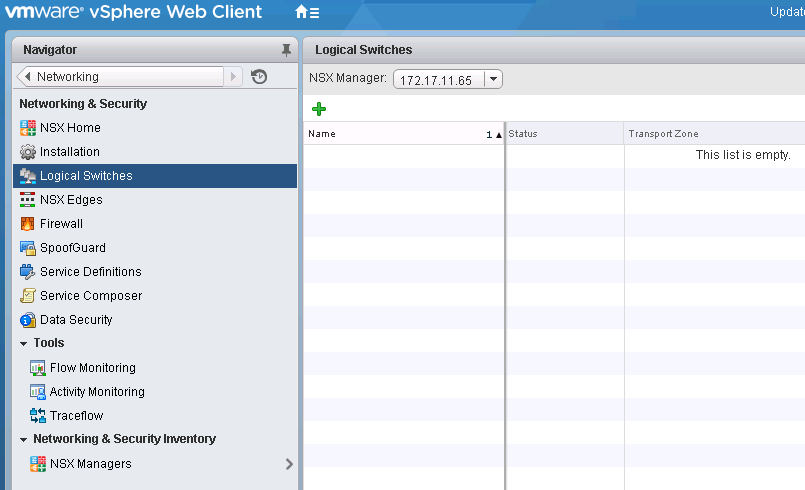 vmware® vSphere Web Client
Updat
Navigator
Networking
Networking & Security
NSX Home
Installation
Logical Switches
NSX Edges
Firewall
SpoofGuard
Service Definitions
Service Composer
Data Security
Tools
Flow Monitoring
Activity Monitoring
Traceflow
Networking & Security Inventory
NSX Managers
Logical Switches
NSX Manager: 172.17.11.65
Name 1 ▲ Status Transport Zone
This list is empty.